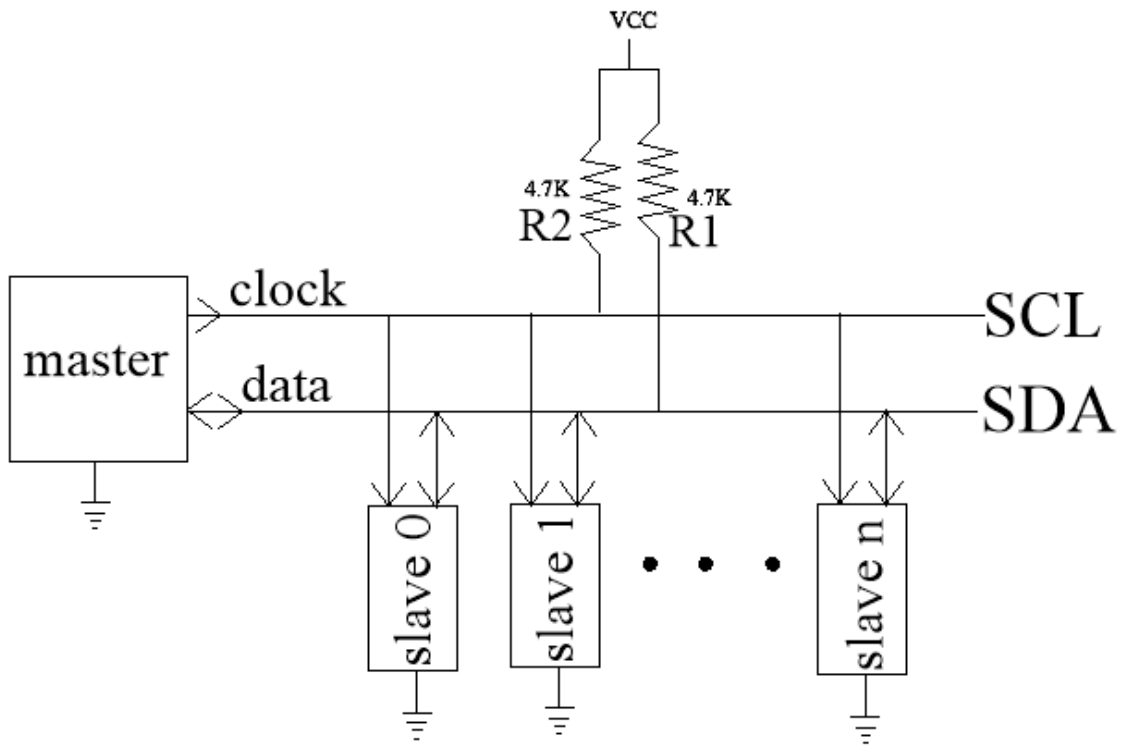 VCC
4.7K
R2
4.7K
R1
clock
SCL
master
data
SDA
slave 0
slave 1
slave n